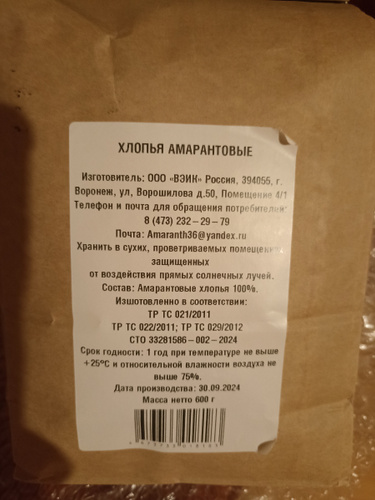 ХЛОПЬЯ АМАРАНТОВЫЕ
Изготовитель: ООО «ВЭИК» Россия, 394055, г.
Воронеж, ул, Ворошилова д.50, Помещение 4/1
Телефон и почта для обращения потребителей:
8 (473) 232-29-79
Почта: Amaranth36@yandex.ru
Хранить в сухих, проветриваемых помещениях,
защищенных
от воздействия прямых солнечных лучей.
Состав: Амарантовые хлопья 100%.
Изшотовленно в соответствии:
ТР ТС 021/2011
ТР ТС 022/2011; ТР ТС 029/2012
СТО 33281586-002-2024
Срок годности: 1 год при температуре не выше
+25°С и относительной влажности воздуха не
выше 75%.
Дата производства: 30.09.2024
Масса нетто 600 г